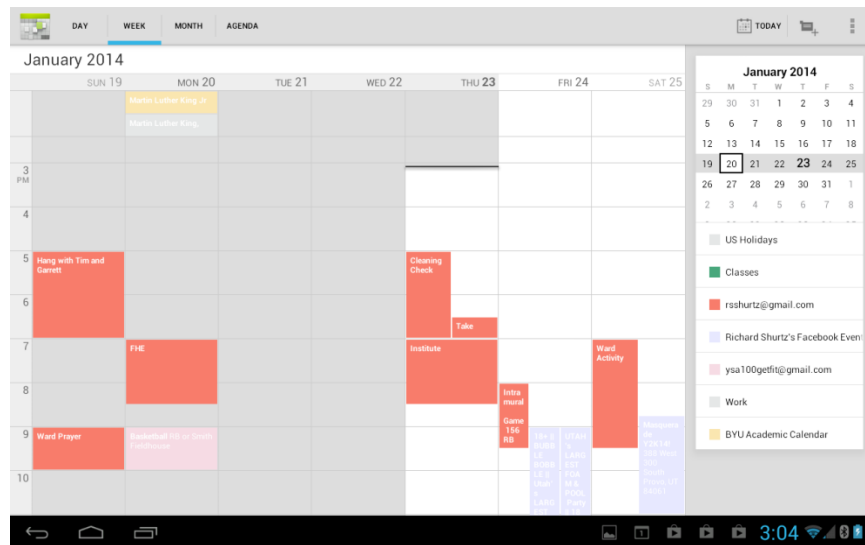 DAY WEEK MONTH AGENDA TODAY
January 2014
SUN 19 MON 20 TUE 21 WED 22 THU 23 FRI 24 SAT 25
Martin Luther King Jr
Martin Luther King,
3
PM
4
5
6
7
8
9
10
Hang with Tim and
Garrett
Ward Prayer
FHE
Basketball RB or Smith
Fieldhouse
Cleaning
Check
Take
Institute
Intra
mural
Game
156
RB
Ward
Activity
January 2014
S M T W T F S
29 30 31 1 2 3 4
5 6 7 8 9 10 11
12 13 14 15 16 17 18
19 20 21 22 23 24 25
26 27 28 29 30 31 1
2 3 4 5 6 7 8
US Holidays
Classes
rsshurtz@gmail.com
Richard Shurtz's Facebook Event
ysa100getfit@gmail.com
Work
BYU Academic Calendar
1
3:04